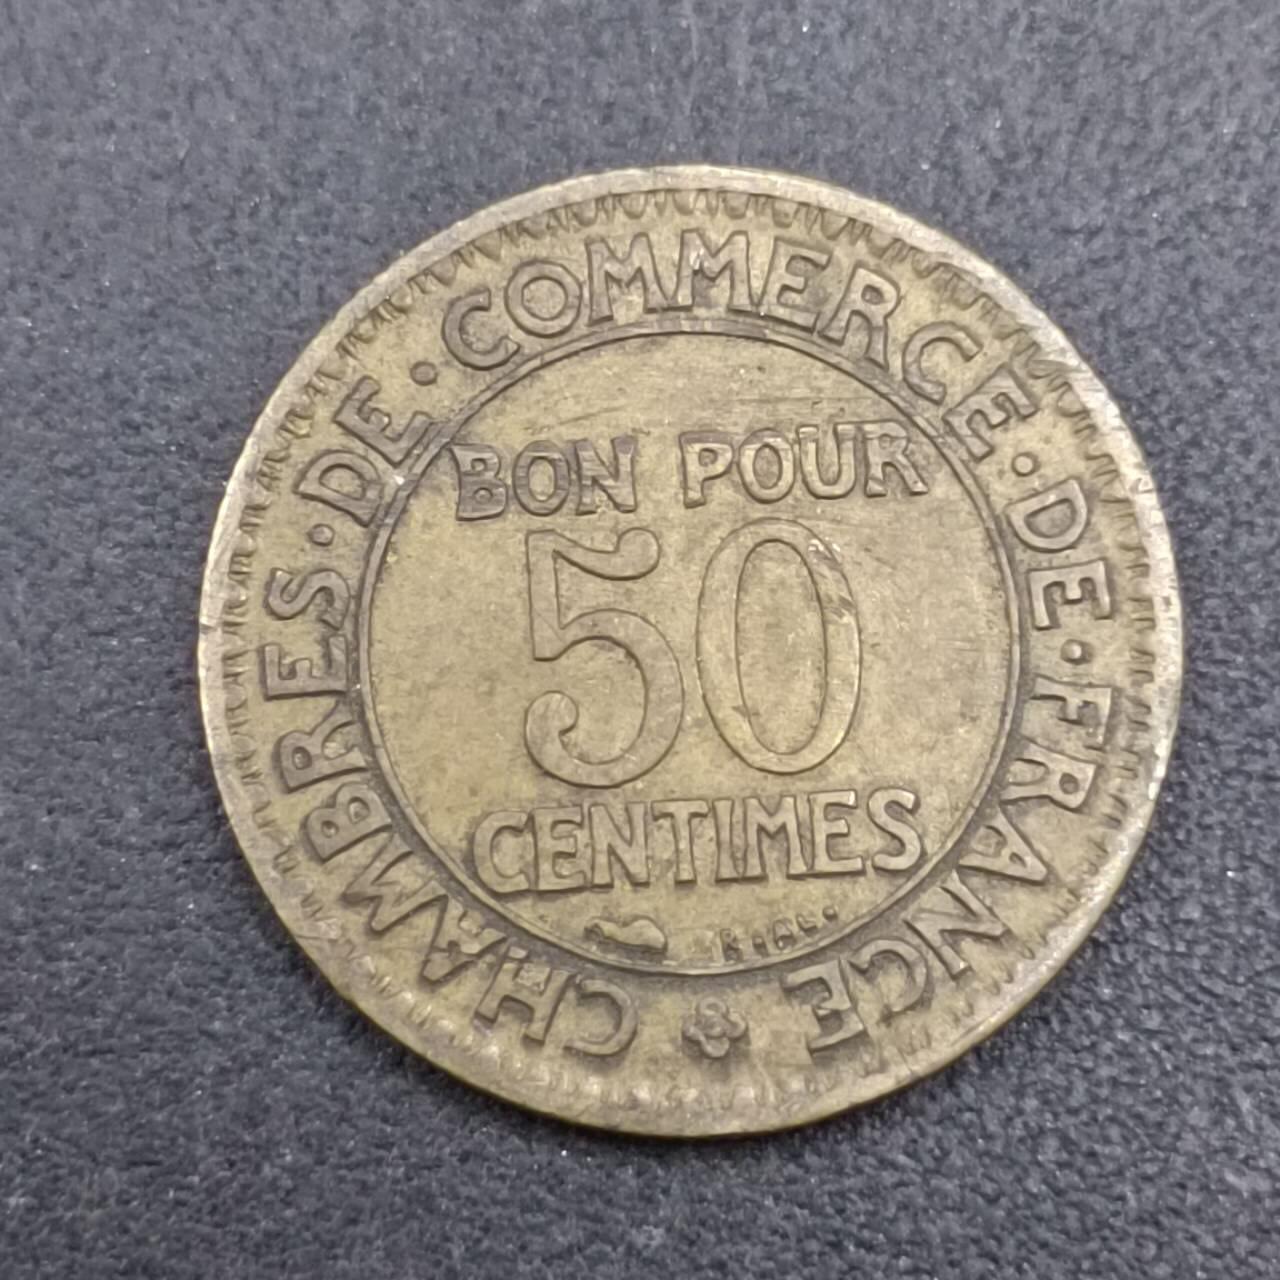 CHAMBRES·DE·COMMERCE·DE·FRANCE
BON POUR
50
CENTIMES